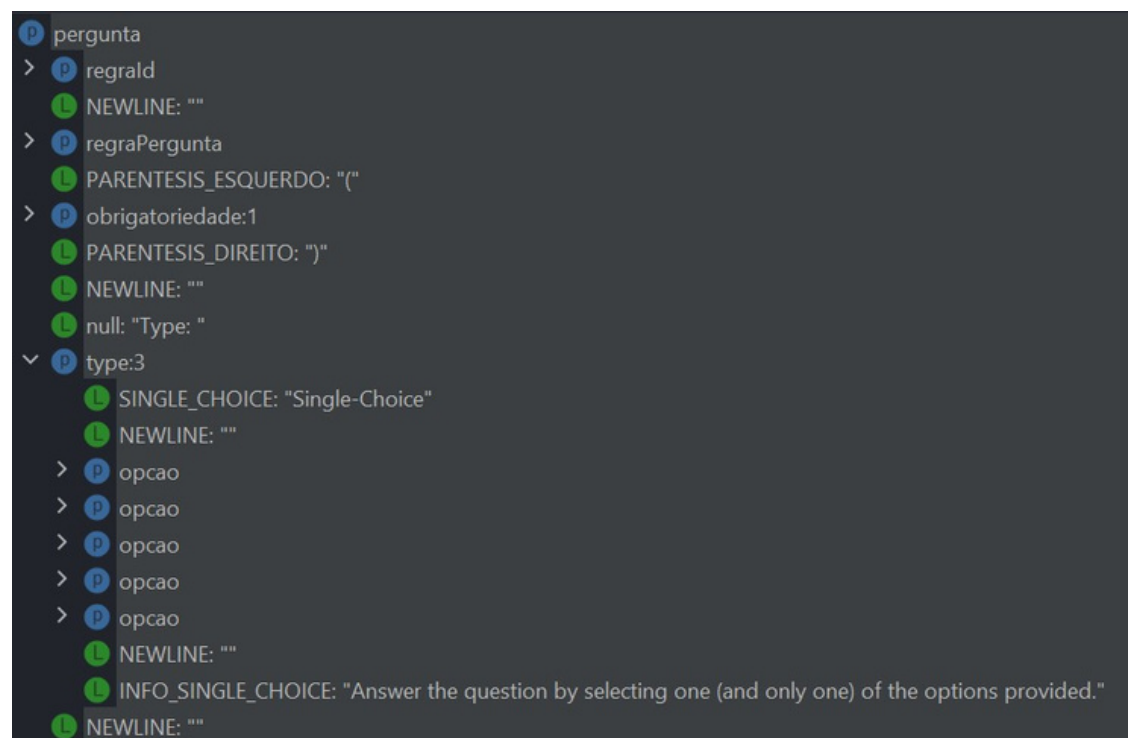 p pergunta
p regraId
L NEWLINE: ""
p regraPergunta
L PARENTESIS_ESQUERDO: "("
p obrigatoriedade:1
L PARENTESIS_DIREITO: ")"
L NEWLINE: ""
L null: "Type: "
p type:3
L SINGLE_CHOICE: "Single-Choice"
L NEWLINE: ""
p opcao
p opcao
p opcao
p opcao
p opcao
L NEWLINE: ""
L INFO_SINGLE_CHOICE: "Answer the question by selecting one (and only one) of the options provided."
L NEWLINE: ""